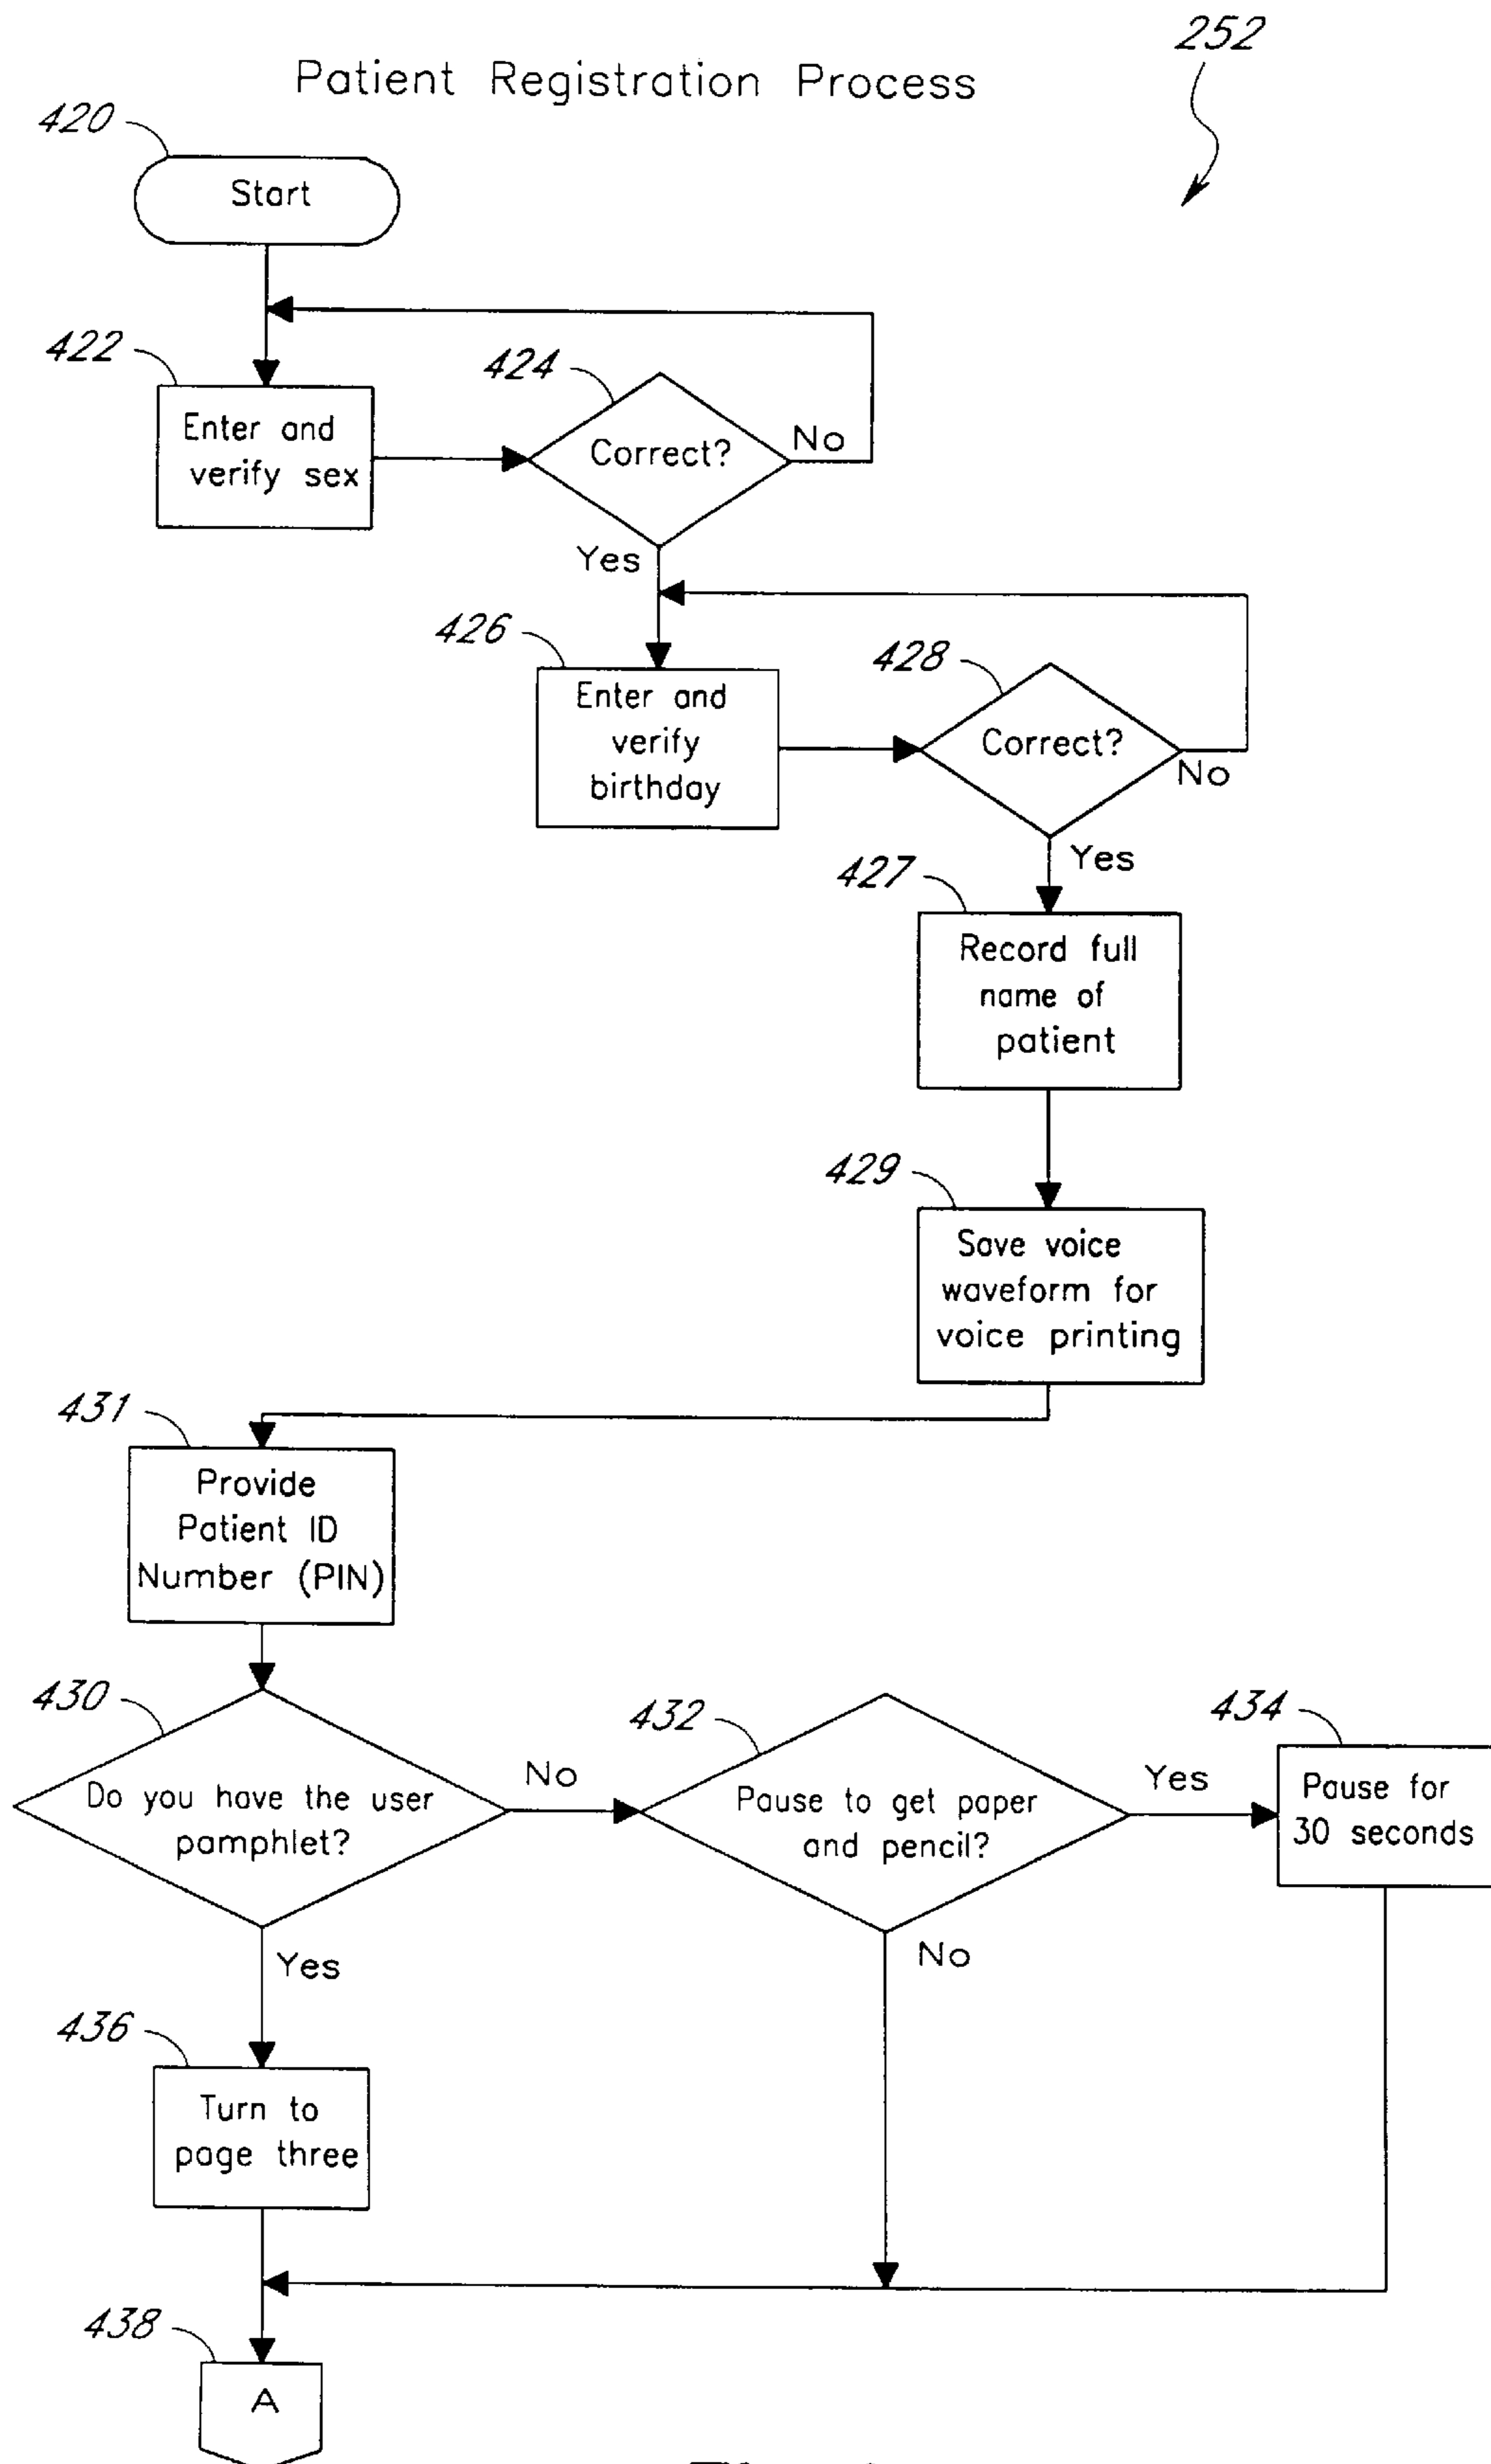 252
Patient Registration Process
420
Start
422
Enter and
verify sex
424
Correct?
No
Yes
426
Enter and
verify
birthday
428
Correct?
No
Yes
427
Record full
name of
patient
429
Save voice
waveform for
voice printing
431
Provide
Patient ID
Number (PIN)
430
Do you have the user
pamphlet?
No
432
Pause to get paper
and pencil?
Yes
434
Pause for
30 seconds
Yes
No
436
Turn to
page three
438
A